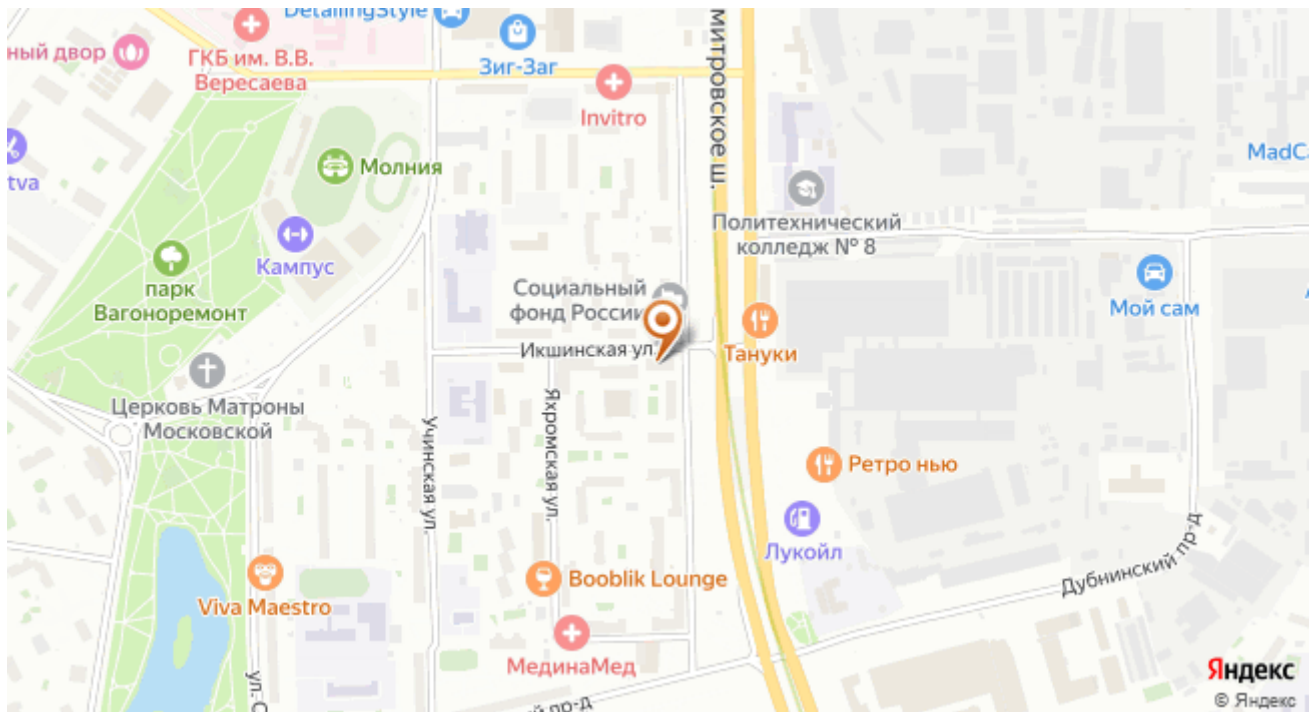 DetailingStyle
ный двор
ГКБ им. В.В.
Вересаева
Зиг-Заг
Invitro
митровское ш.
tva
Молния
MadCa
Политехнический
колледж № 8
Кампус
парк
Вагоноремонт
Социальный
фонд России
Мой сам
Икшинская ул.
Тануки
Церковь Матроны
Московской
Яхромская ул.
Учинская ул.
Ретро нью
Лукойл
Дубнинский пр-д
Booblik Lounge
Viva Maestro
МединаМед
ул. С
й пр-д
Яндекс
© Яндекс